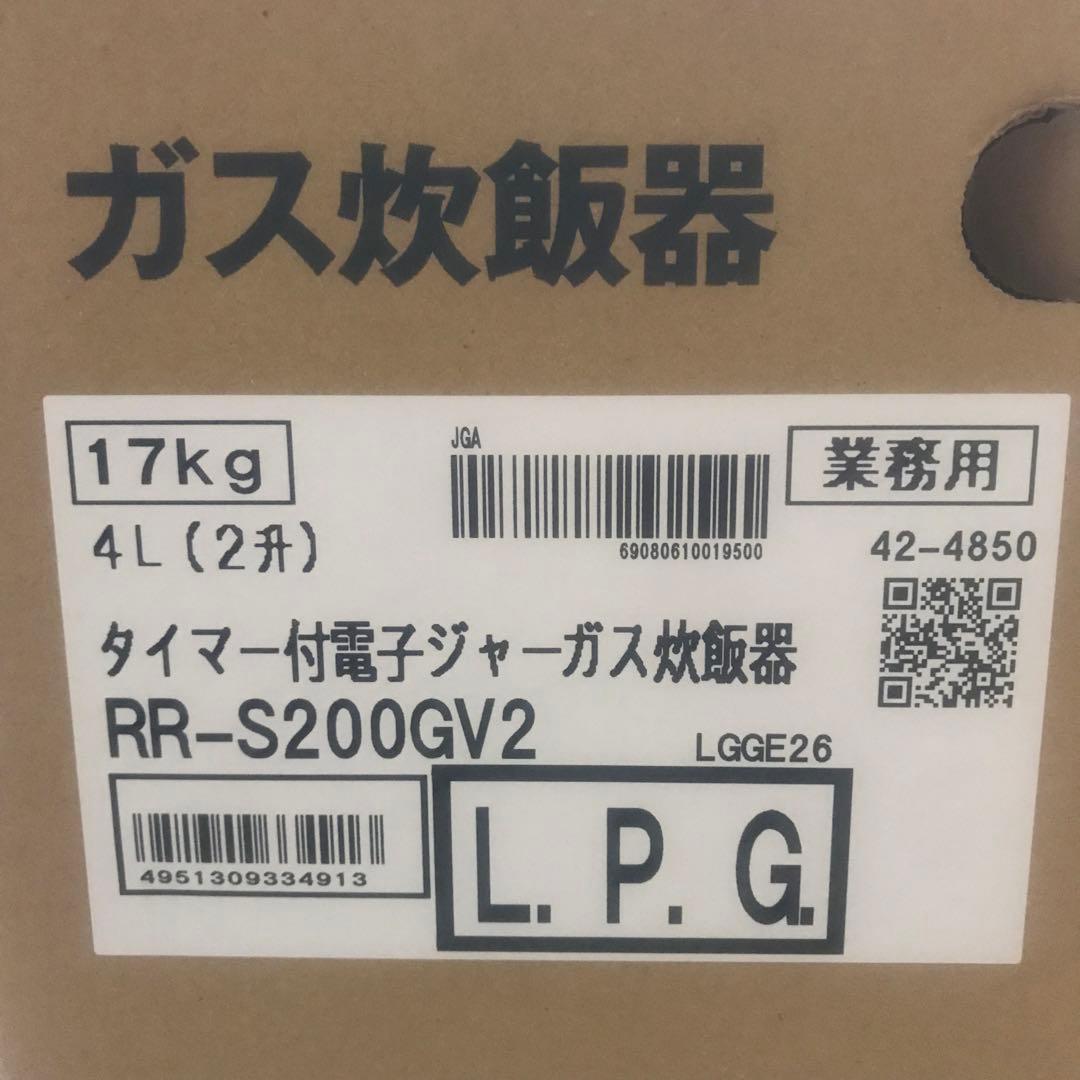 ガス炊飯器
17kg
JGA
業務用
4L(2升)
69080610019500
42-4850
タイマー付電子ジャーガス炊飯器
RR-S200GV2
LGGE26
4951309334913
L.P.G.